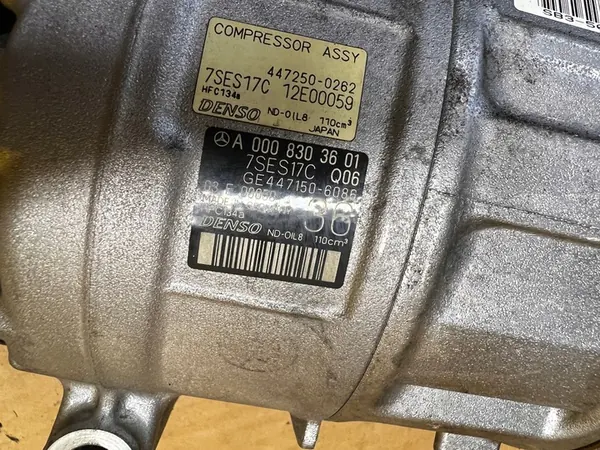 COMPRESSOR ASSY
447250-0262
7SES17C 12E00059
HFC134a
DENSO ND-OIL8 110cm³
JAPAN
A 000 830 36 01
7SES17C Q06
GE447150-6086
HFC134a
DENSO ND-OIL8 110cm³